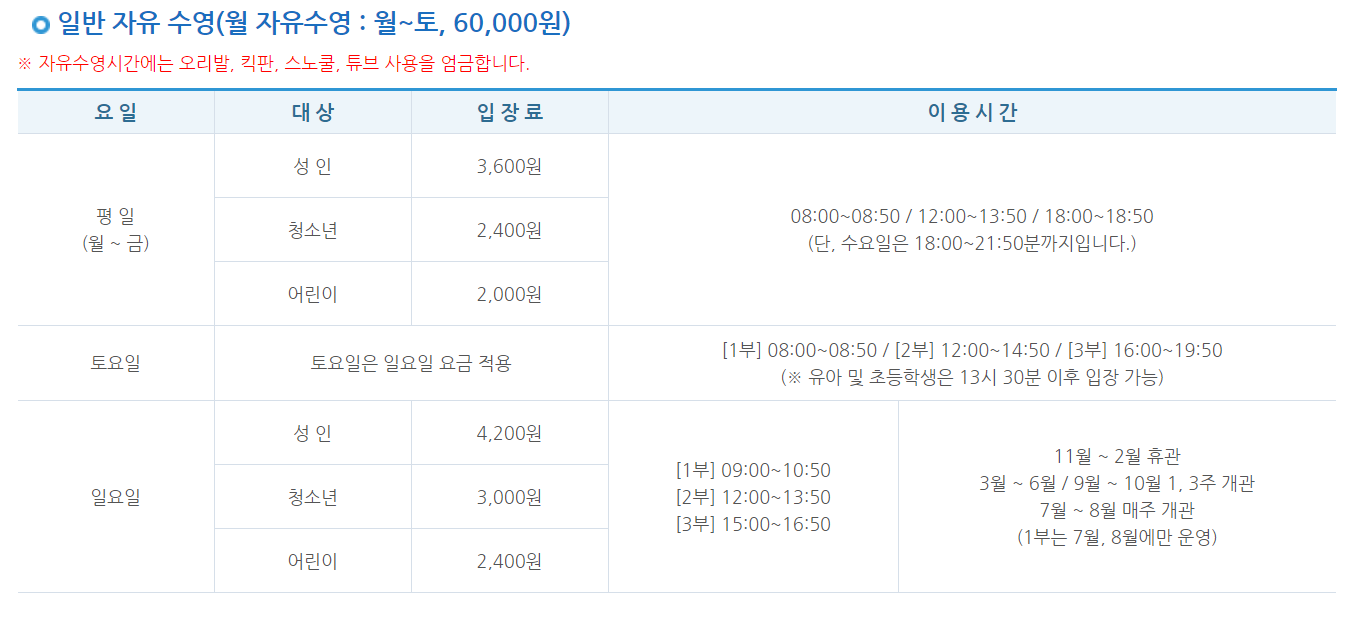 일반 자유 수영(월 자유수영 : 월~토, 60,000원)
※ 자유수영시간에는 오리발, 킥판, 스노쿨, 튜브 사용을 엄금합니다.
요 일 대 상 입 장 료 이 용 시 간
평 일
(월 ~ 금)
성 인 3,600원
청소년 2,400원
어린이 2,000원
08:00~08:50 / 12:00~13:50 / 18:00~18:50
(단, 수요일은 18:00~21:50분까지입니다.)
토요일 토요일은 일요일 요금 적용
[1부] 08:00~08:50 / [2부] 12:00~14:50 / [3부] 16:00~19:50
(※ 유아 및 초등학생은 13시 30분 이후 입장 가능)
일요일
성 인 4,200원
청소년 3,000원
어린이 2,400원
[1부] 09:00~10:50
[2부] 12:00~13:50
[3부] 15:00~16:50
11월 ~ 2월 휴관
3월 ~ 6월 / 9월 ~ 10월 1, 3주 개관
7월 ~ 8월 매주 개관
(1부는 7월, 8월에만 운영)